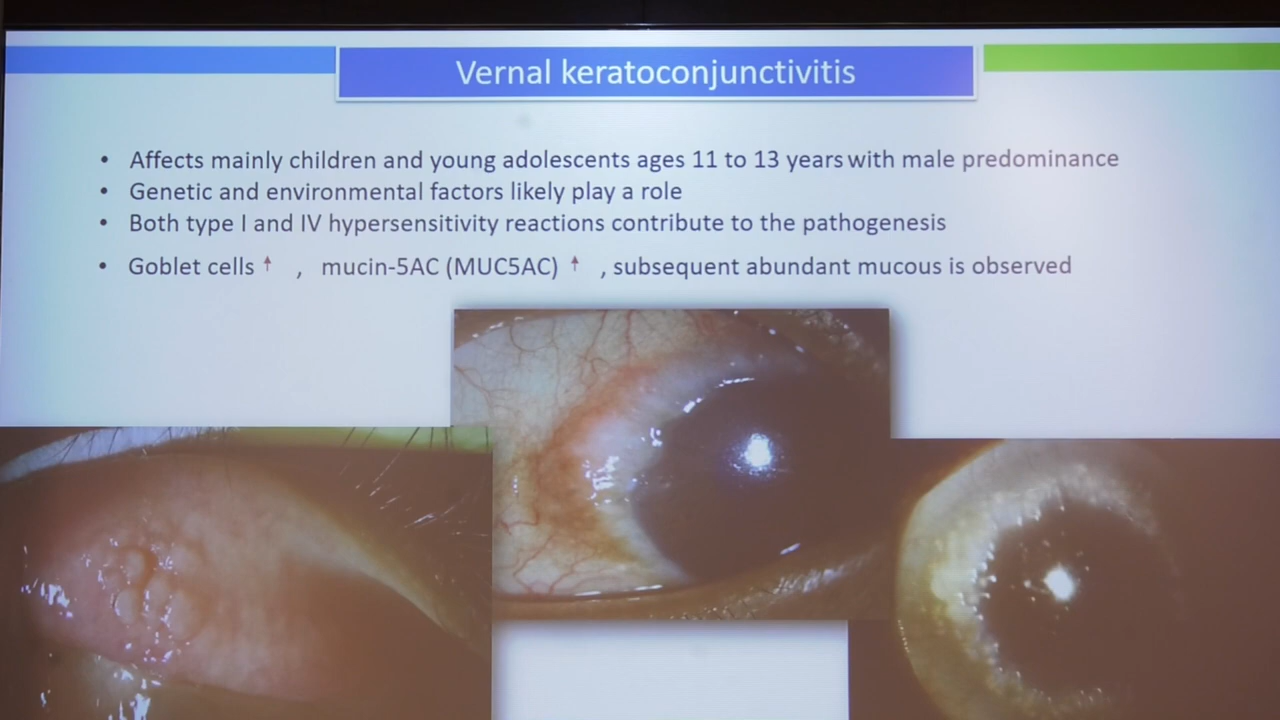 Vernal keratoconjunctivitis
• Affects mainly children and young adolescents ages 11 to 13 years with male predominance
• Genetic and environmental factors likely play a role
• Both type I and IV hypersensitivity reactions contribute to the pathogenesis
• Goblet cells ↑ , mucin-5AC (MUC5AC) ↑ , subsequent abundant mucous is observed